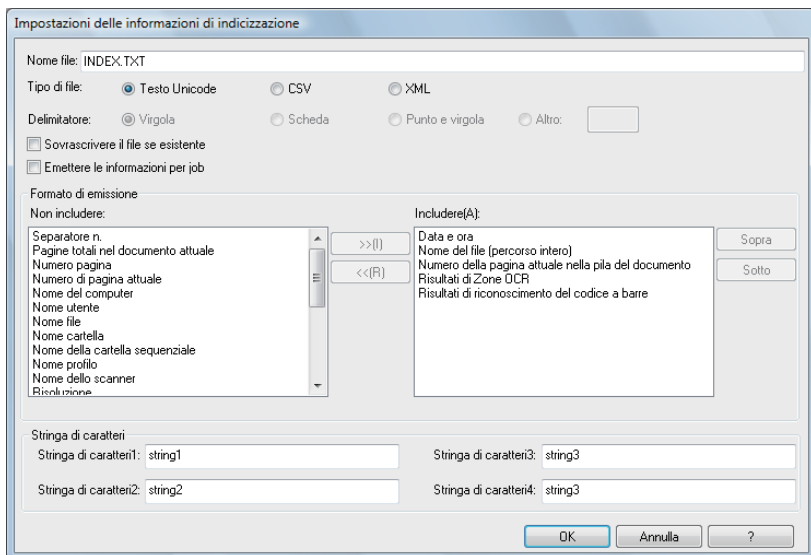 Impostazioni delle informazioni di indicizzazione
Nome file: INDEX.TXT
Tipo di file: Testo Unicode CSV XML
Delimitatore: Virgola Scheda Punto e virgola Altro:
Sovrascrivere il file se esistente
Emettere le informazioni per job
Formato di emissione
Non includere: Includere(A):
Separatore n.
Pagine totali nel documento attuale
Numero pagina
Numero di pagina attuale
Nome del computer
Nome utente
Nome file
Nome cartella
Nome della cartella sequenziale
Nome profilo
Nome dello scanner
Risoluzione
>>(I)
<<(R)
Data e ora
Nome del file (percorso intero)
Numero della pagina attuale nella pila del documento
Risultati di Zone OCR
Risultati di riconoscimento del codice a barre
Sopra
Sotto
Stringa di caratteri
Stringa di caratteri1: string1 Stringa di caratteri3: string3
Stringa di caratteri2: string2 Stringa di caratteri4: string3
OK Annulla ?